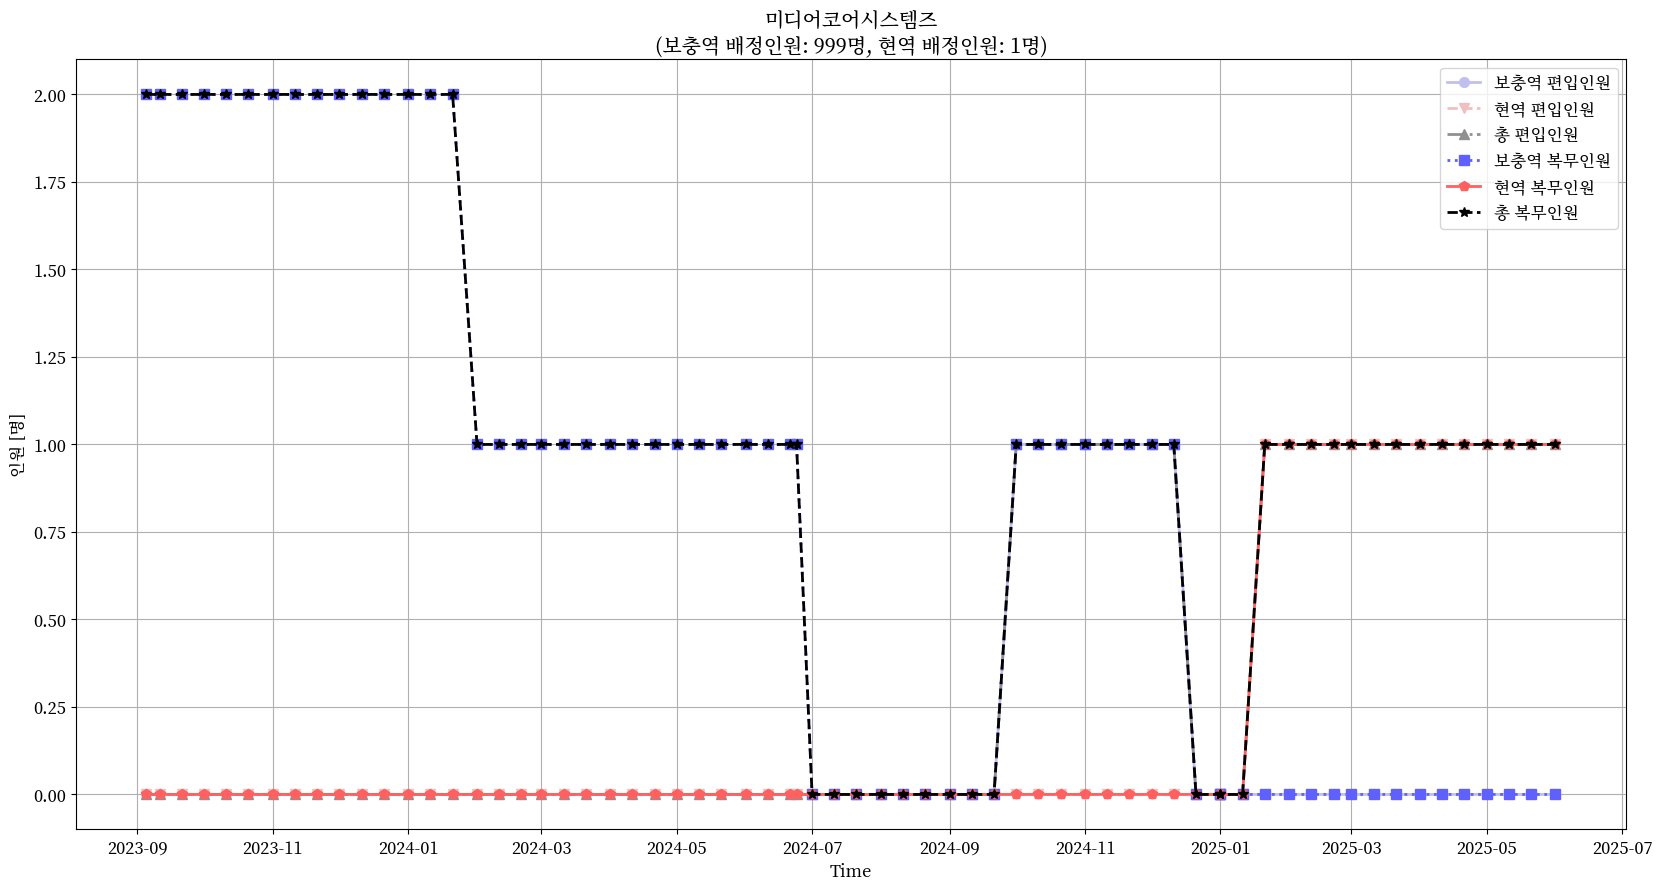 미디어코어시스템즈
(보충역 배정인원: 999명, 현역 배정인원: 1명)
보충역 편입인원
현역 편입인원
총 편입인원
보충역 복무인원
현역 복무인원
총 복무인원
인원 [명]
2.00
1.75
1.50
1.25
1.00
0.75
0.50
0.25
0.00
2023-09
2023-11
2024-01
2024-03
2024-05
2024-07
2024-09
2024-11
2025-01
2025-03
2025-05
2025-07
Time